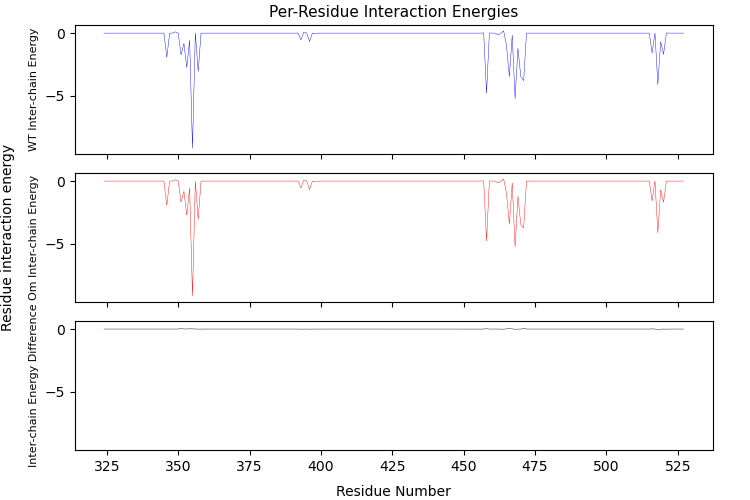 Per-Residue Interaction Energies
Residue interaction energy
WT Inter-chain Energy
0
−5
Om Inter-chain Energy
0
−5
Inter-chain Energy Difference
0
−5
325 350 375 400 425 450 475 500 525
Residue Number